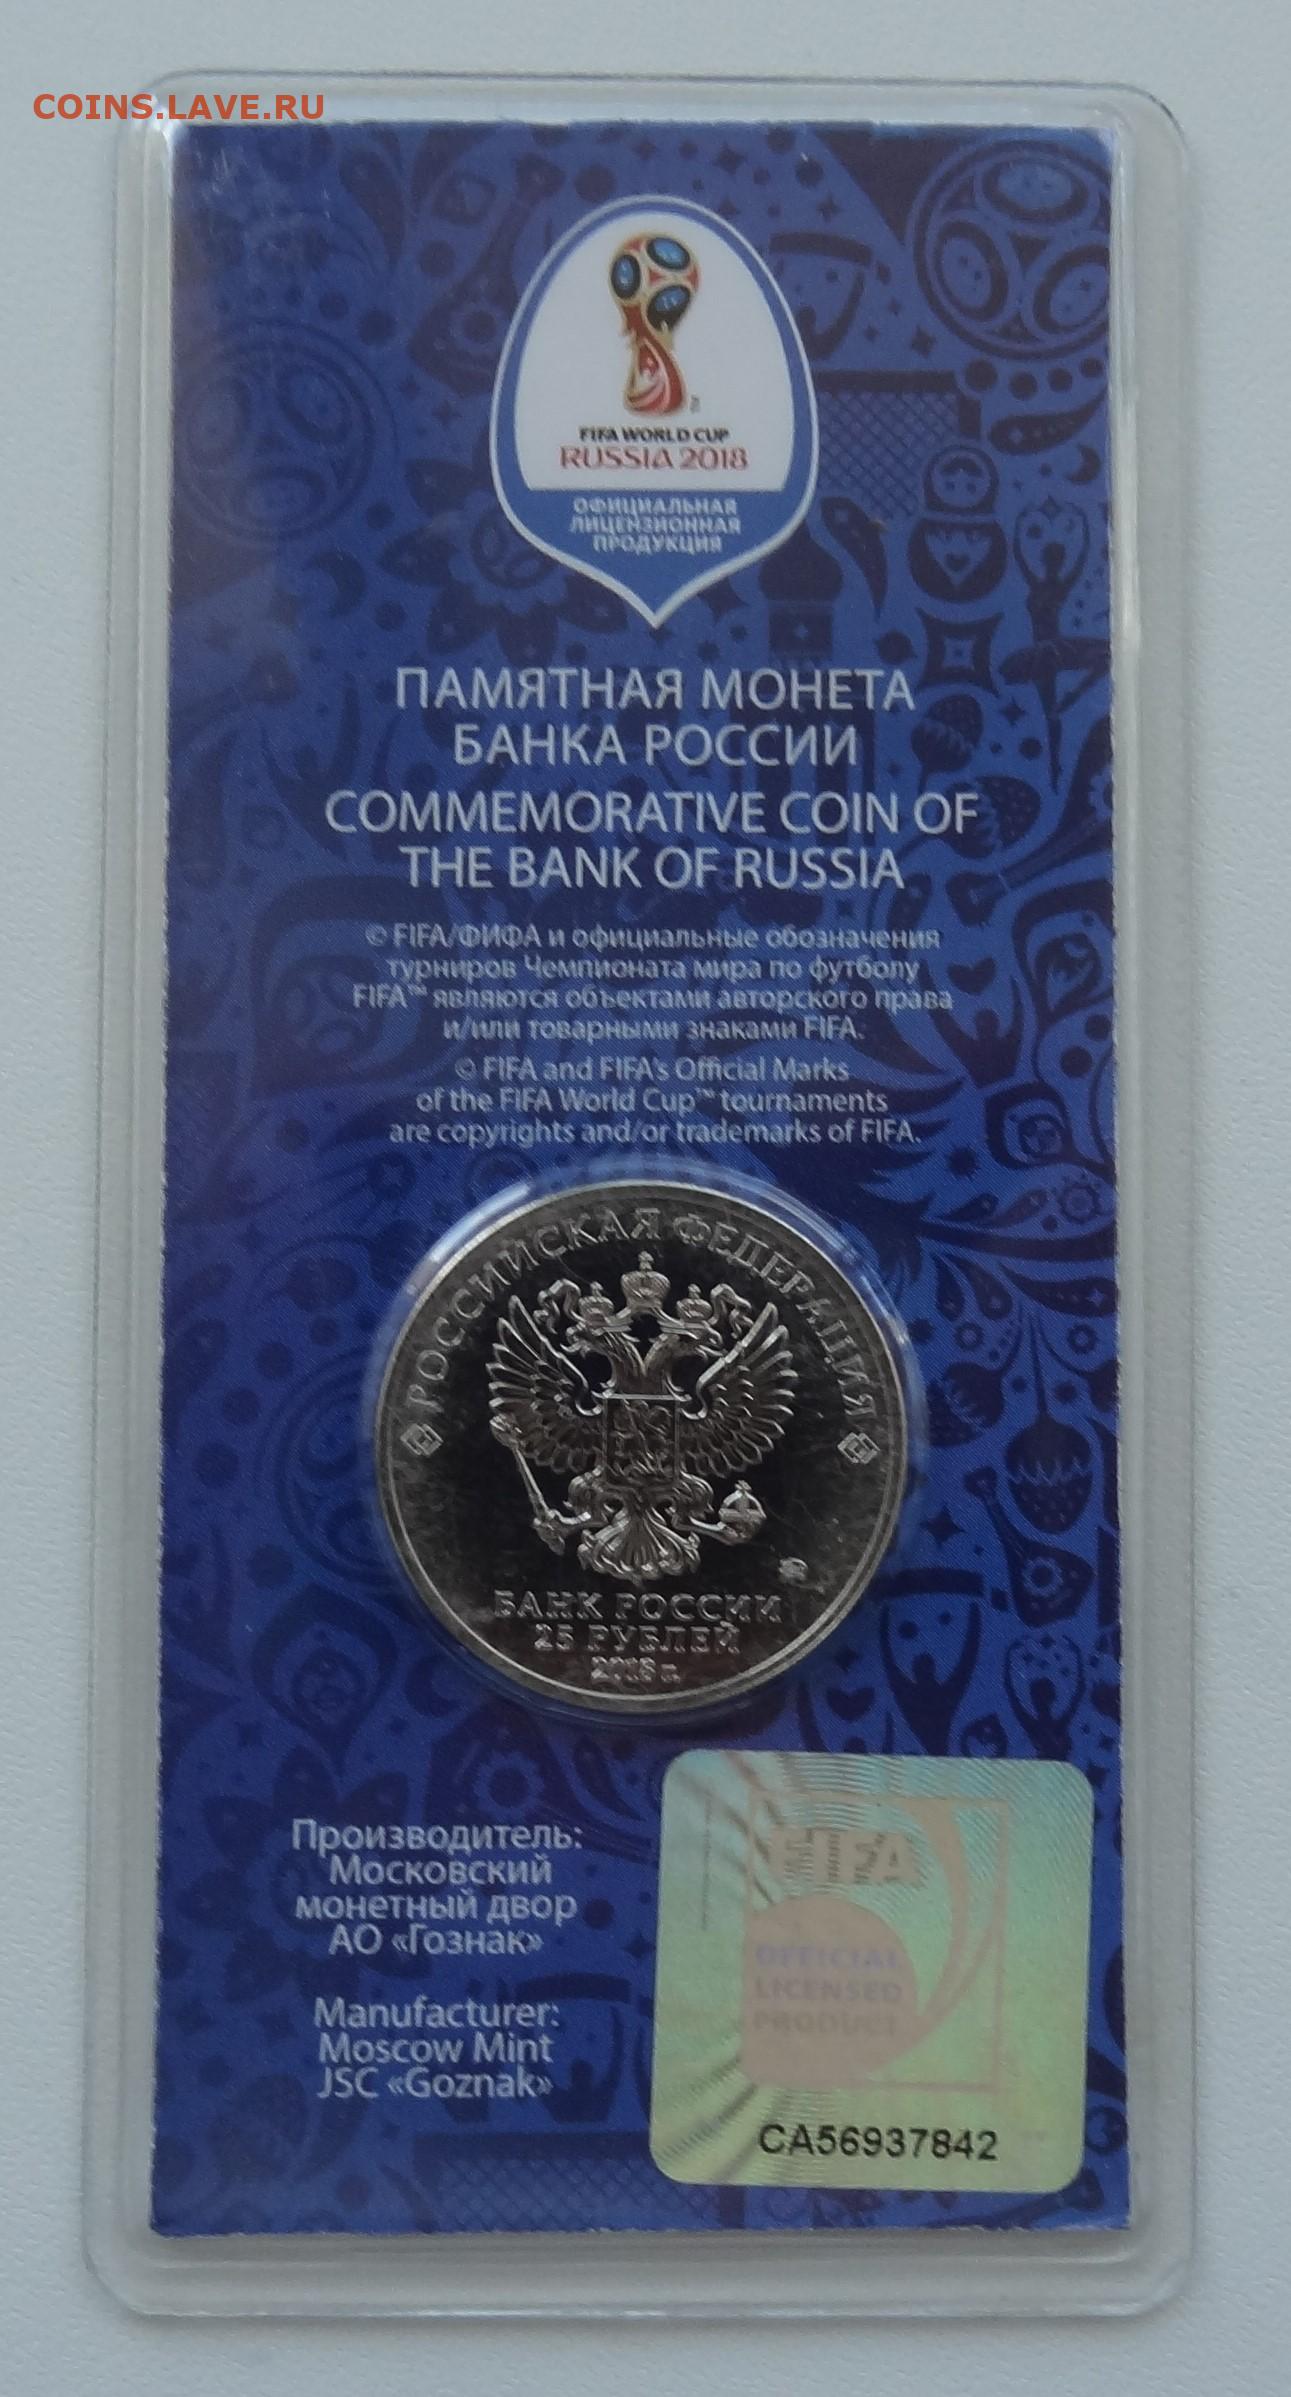 COINS.LAVE.RU
FIFA WORLD CUP
RUSSIA 2018
ОФИЦИАЛЬНАЯ
ЛИЦЕНЗИОННАЯ
ПРОДУКЦИЯ
ПАМЯТНАЯ МОНЕТА
БАНКА РОССИИ
COMMEMORATIVE COIN OF
THE BANK OF RUSSIA
© FIFA/ФИФА и официальные обозначения
турниров Чемпионата мира по футболу
FIFA™ являются объектами авторского права
и/или товарными знаками FIFA.
© FIFA and FIFA's Official Marks
of the FIFA World Cup™ tournaments
are copyrights and/or trademarks of FIFA.
РОССИЙСКАЯ ФЕДЕРАЦИЯ
БАНК РОССИИ
25 РУБЛЕЙ
2018 г.
Производитель:
Московский
монетный двор
АО «Гознак»
Manufacturer:
Moscow Mint
JSC «Goznak»
FIFA
OFFICIAL
LICENSED
PRODUCT
CA56937842